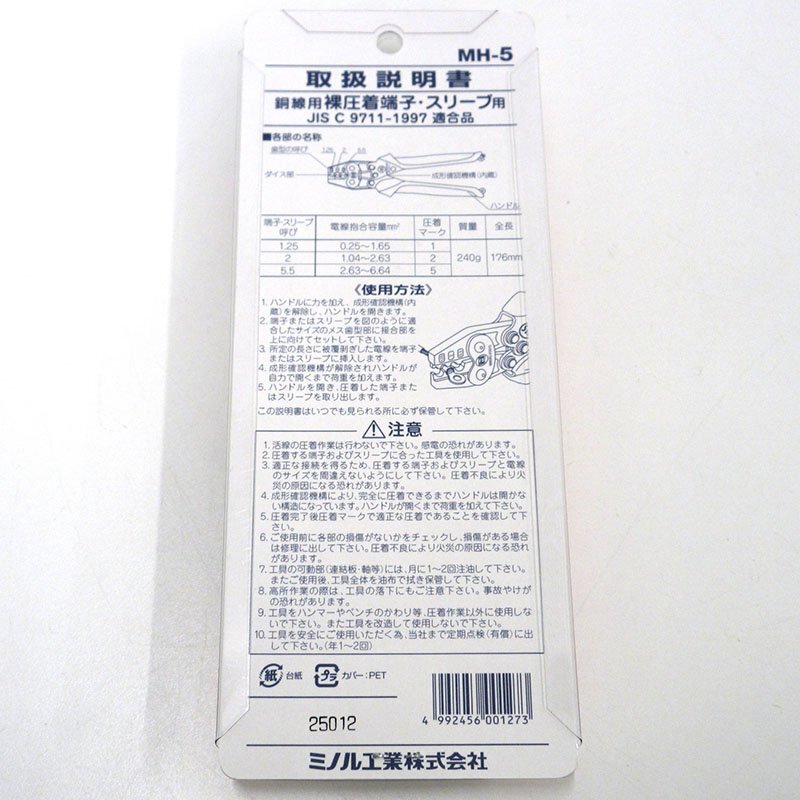 MH-5
取扱説明書
銅線用裸圧着端子・スリーブ用
JIS C 9711-1997 適合品
■各部の名称
歯型の呼び 1.25 2 5.5
ダイス部
成形確認機構(内蔵)
ハンドル
端子・スリーブ呼び 電線抱合容量mm² 圧着マーク 質量 全長
1.25 0.25〜1.65 1
2 1.04〜2.63 2 240g 176mm
5.5 2.63〜6.64 5
《使用方法》
1. ハンドルに力を加え、成形確認機構(内
蔵)を解除し、ハンドルを開きます。
2. 端子またはスリーブを図のように適
合したサイズのメス歯型部に接合部を
上に向けてセットして下さい。
3. 所定の長さに被覆剥ぎした電線を端子
またはスリーブに挿入します。
4. 成形確認機構が解除されハンドルが
自力で開くまで荷重を加えます。
5. ハンドルを開き、圧着した端子また
はスリーブを取り出します。
この説明書はいつでも見られる所に必ず保管して下さい。
注意
1. 活線の圧着作業は行わないで下さい。感電の恐れがあります。
2. 圧着する端子およびスリーブに合った工具を使用して下さい。
3. 適正な接続を得るため、圧着する端子およびスリーブと電線
のサイズを間違えないようにして下さい。圧着不良により火
災の原因になる恐れがあります。
4. 成形確認機構により、完全に圧着できるまでハンドルは開かな
い構造になっています。ハンドルが開くまで荷重を加えて下さい。
5. 圧着完了後圧着マークで適正な圧着であることを確認して下
さい。
6. ご使用前に各部の損傷がないかをチェックし、損傷がある場合
は修理に出して下さい。圧着不良により火災の原因になる恐れ
があります。
7. 工具の可動部(連結板・軸等)には、月に1〜2回注油して下さい。
またご使用後、工具全体を油布で拭き保管して下さい。
8. 高所作業の際は、工具の落下にもご注意下さい。事故やけが
の恐れがあります。
9. 工具をハンマーやペンチのかわり等、圧着作業以外に使用しな
いで下さい。また工具を改造して使用しないで下さい。
10. 工具を安全にご使用いただく為、当社まで定期点検(有償)に出
して下さい。(年1〜2回)
紙 台紙 プラ カバー:PET
25012
4 992456 001273
ミノル工業株式会社